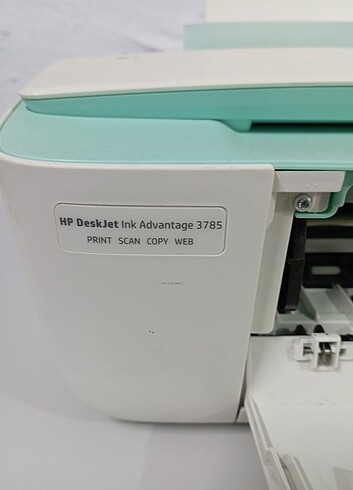 HP DeskJet Ink Advantage 3785
PRINT SCAN COPY WEB